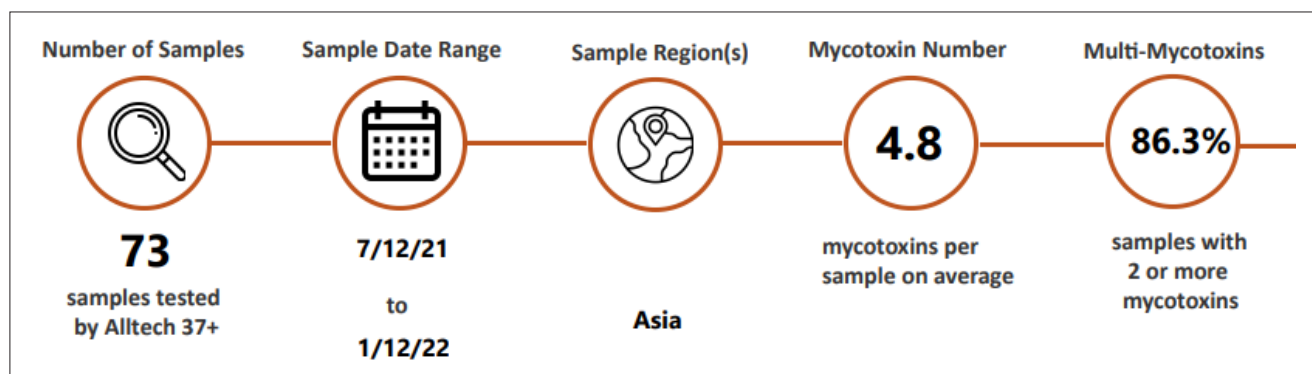 Number of Samples
73
samples tested
by Alltech 37+
Sample Date Range
7/12/21
to
1/12/22
Sample Region(s)
Asia
Mycotoxin Number
4.8
mycotoxins per
sample on average
Multi-Mycotoxins
86.3%
samples with
2 or more
mycotoxins